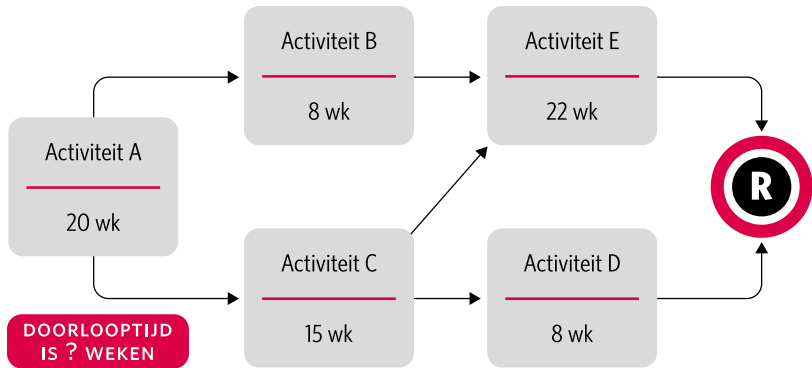 Activiteit A
20 wk
Activiteit B
8 wk
Activiteit E
22 wk
Activiteit C
15 wk
Activiteit D
8 wk
R
DOORLOOPTIJD
IS ? WEKEN